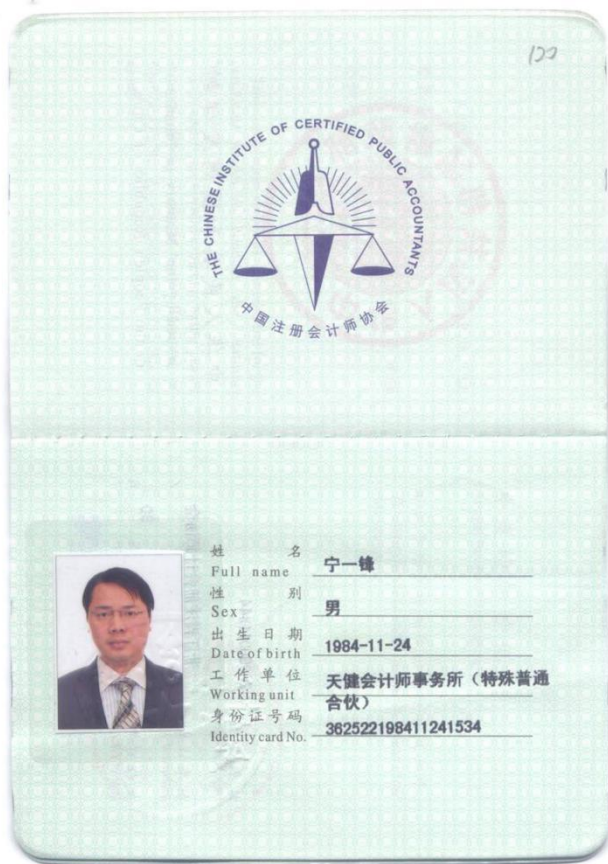 120
THE CHINESE INSTITUTE OF CERTIFIED PUBLIC ACCOUNTANTS
中国注册会计师协会
姓 名 宁一锋
Full name
性 别 男
Sex
出生日期 1984-11-24
Date of birth
工作单位 天健会计师事务所（特殊普通
Working unit 合伙）
身份证号码 362522198411241534
Identity card No.